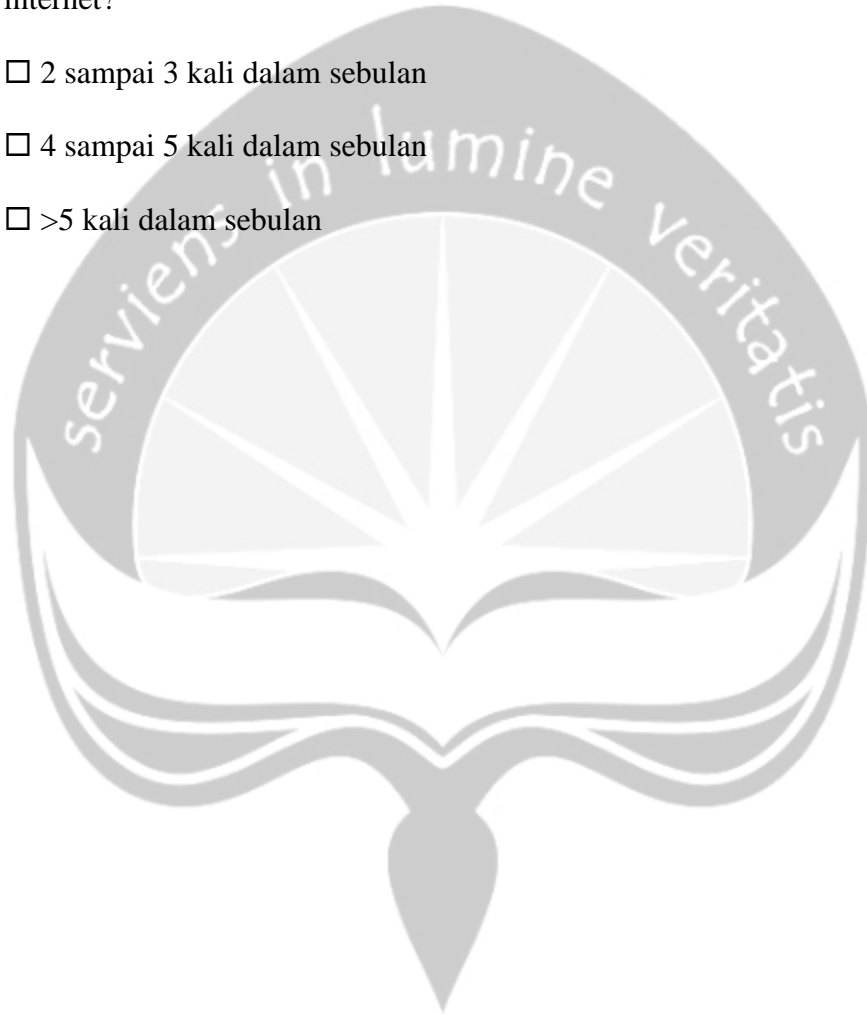 internet?
☐ 2 sampai 3 kali dalam sebulan
☐ 4 sampai 5 kali dalam sebulan
☐ >5 kali dalam sebulan
serviens in lumine veritatis